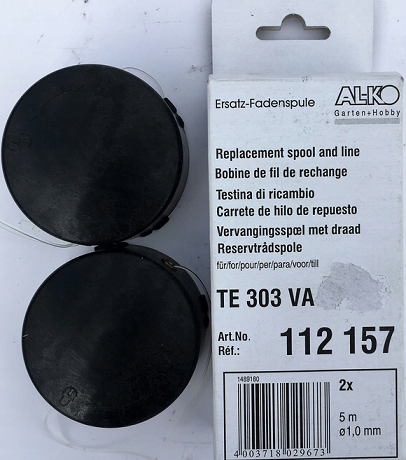 Ersatz-Fadenspule
AL-KO
Garten+Hobby
Replacement spool and line
Bobine de fil de rechange
Testina di ricambio
Carrete de hilo de repuesto
Vervangingsspœl met draad
Reservtrådspole
für/for/pour/per/para/voor/till
TE 303 VA
Art.No.
Réf.:
112 157
1489180
2x
5 m
ø1,0 mm
4 003718 029673